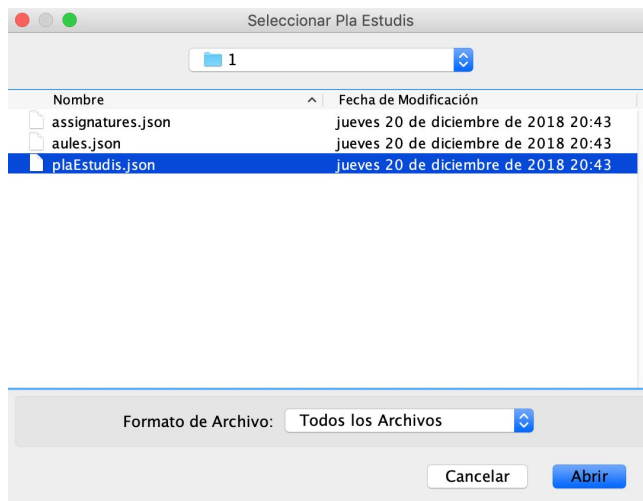 Seleccionar Pla Estudis
1
Nombre Fecha de Modificación
assignatures.json jueves 20 de diciembre de 2018 20:43
aules.json jueves 20 de diciembre de 2018 20:43
plaEstudis.json jueves 20 de diciembre de 2018 20:43
Formato de Archivo: Todos los Archivos
Cancelar Abrir